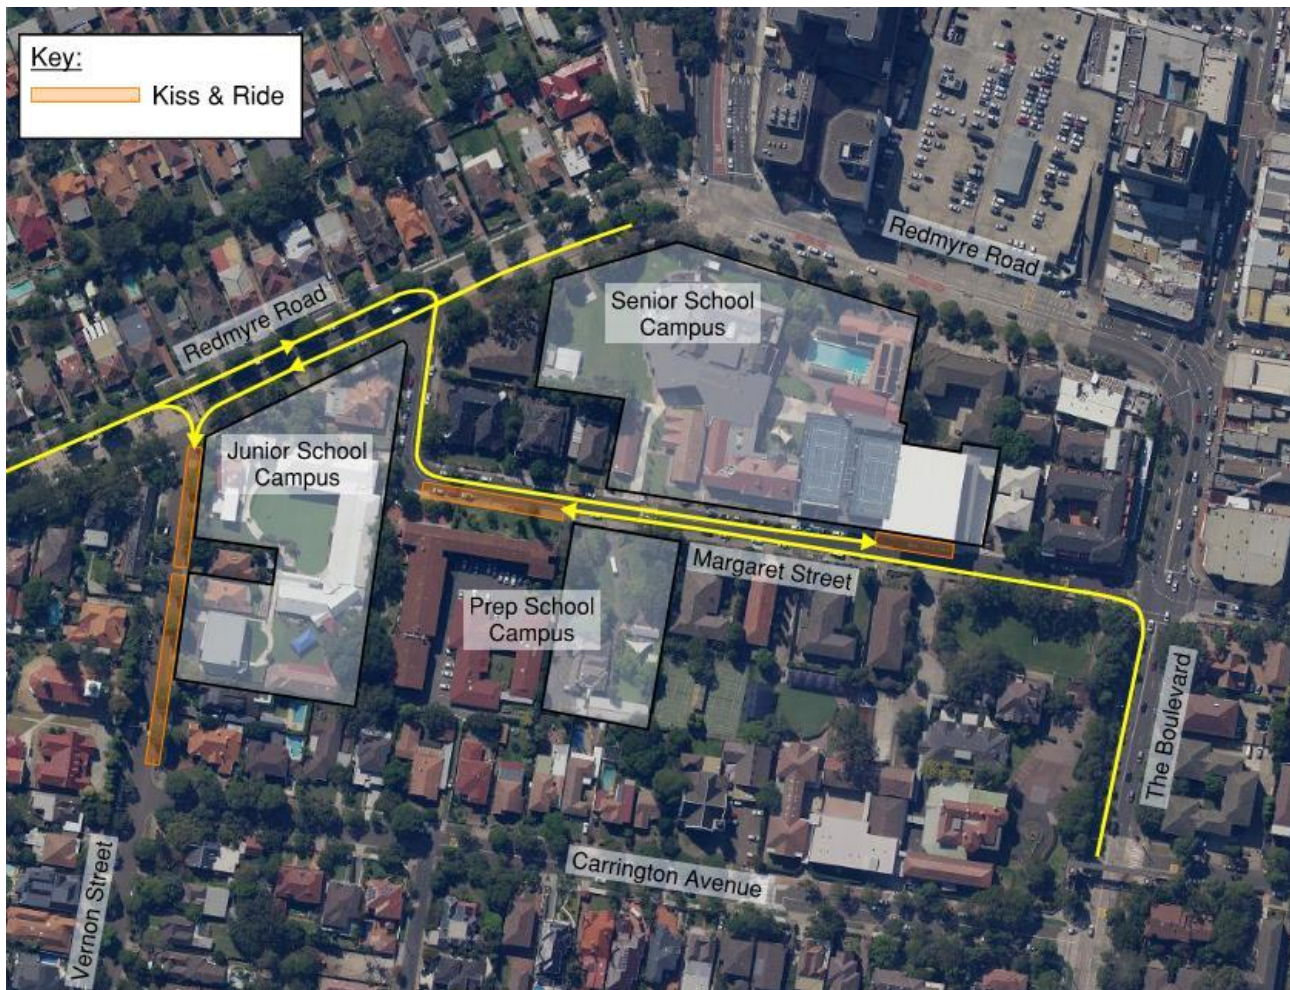 Key:
Kiss & Ride
Redmyre Road
Redmyre Road
Senior School
Campus
Junior School
Campus
Margaret Street
Prep School
Campus
The Boulevard
Carrington Avenue
Vernon Street